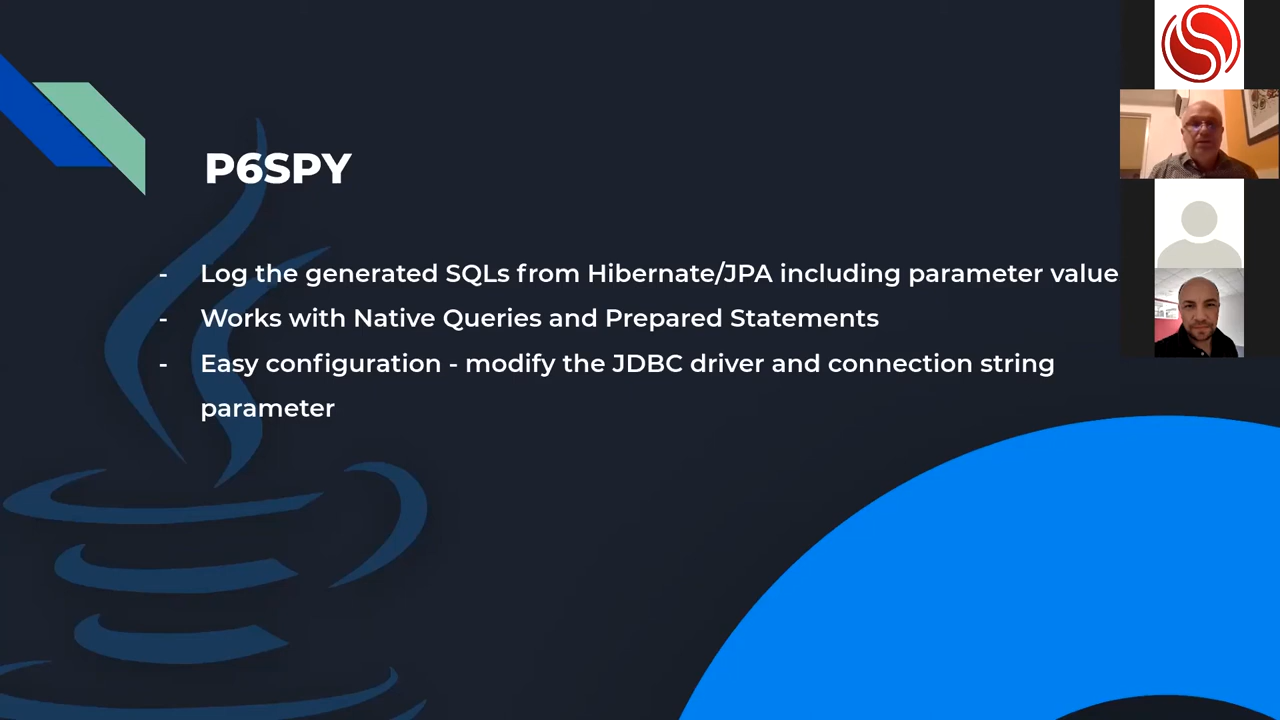 P6SPY
- Log the generated SQLs from Hibernate/JPA including parameter value
- Works with Native Queries and Prepared Statements
- Easy configuration - modify the JDBC driver and connection string
parameter